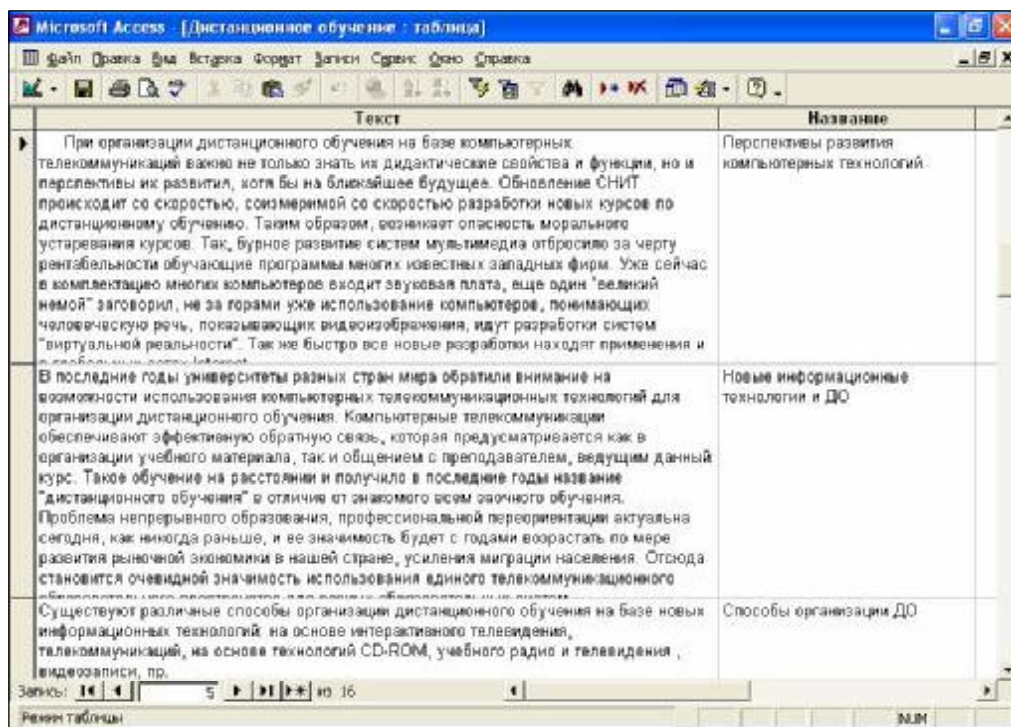 Microsoft Access - [Дистанционное обучение : таблица]
Файл Правка Вид Вставка Формат Записи Сервис Окно Справка
Текст Название
При организации дистанционного обучения на базе компьютерных
телекоммуникаций важно не только знать их дидактические свойства и функции, но и
перспективы их развития, хотя бы на ближайшее будущее. Обновление СНИТ
происходит со скоростью, соизмеримой со скоростью разработки новых курсов по
дистанционному обучению. Таким образом, возникает опасность морального
устаревания курсов. Так, бурное развитие систем мультимедиа отбросило за черту
рентабельности обучающие программы многих известных западных фирм. Уже сейчас
в комплектацию многих компьютеров входит звуковая плата, еще один "великий
немой" заговорил, не за горами уже использование компьютеров, понимающих
человеческую речь, показывающих видеоизображения, идут разработки систем
"виртуальной реальности". Так же быстро все новые разработки находят применения и
в глобальных сетях Internet
Перспективы развития
компьютерных технологий
В последние годы университеты разных стран мира обратили внимание на
возможности использования компьютерных телекоммуникационных технологий для
организации дистанционного обучения. Компьютерные телекоммуникации
обеспечивают эффективную обратную связь, которая предусматривается как в
организации учебного материала, так и общением с преподавателем, ведущим данный
курс. Такое обучение на расстоянии и получило в последние годы название
"дистанционного обучения" в отличие от знакомого всем заочного обучения.
Проблема непрерывного образования, профессиональной переориентации актуальна
сегодня, как никогда раньше, и ее значимость будет с годами возрастать по мере
развития рыночной экономики в нашей стране, усиления миграции населения. Отсюда
становится очевидной значимость использования единого телекоммуникационного
Новые информационные
технологии и ДО
Существуют различные способы организации дистанционного обучения на базе новых
информационных технологий: на основе интерактивного телевидения,
телекоммуникаций, на основе технологий CD-ROM, учебного радио и телевидения ,
видеозаписи, пр.
Способы организации ДО
Запись: 5 из 16
Режим таблицы NUM